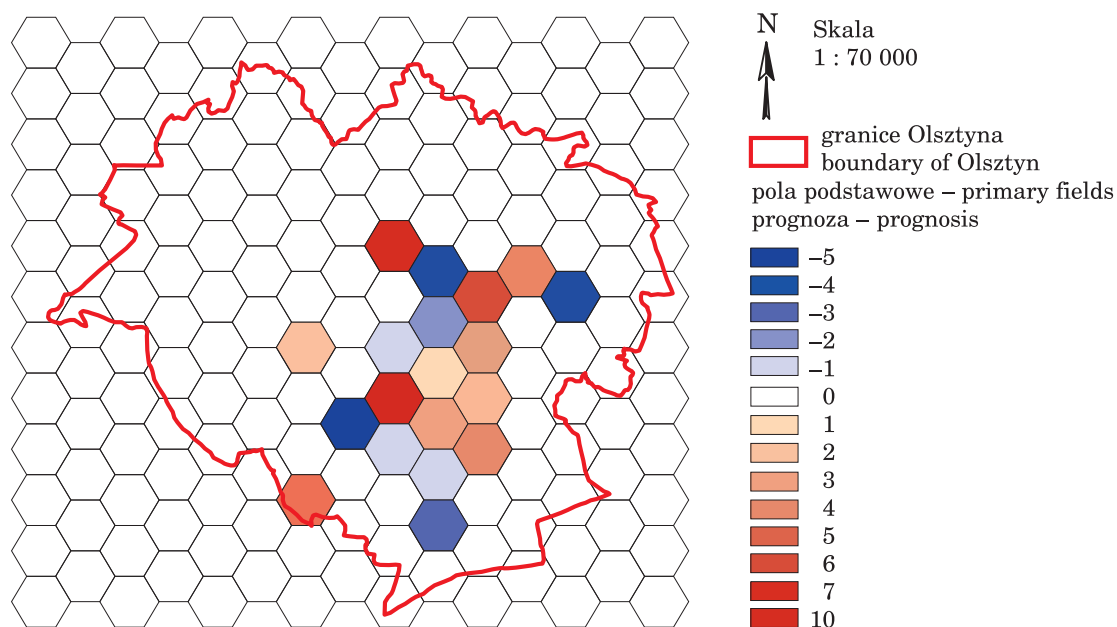 N
Skala
1 : 70 000
granice Olsztyna
boundary of Olsztyn
pola podstawowe – primary fields
prognoza – prognosis
–5
–4
–3
–2
–1
0
1
2
3
4
5
6
7
10